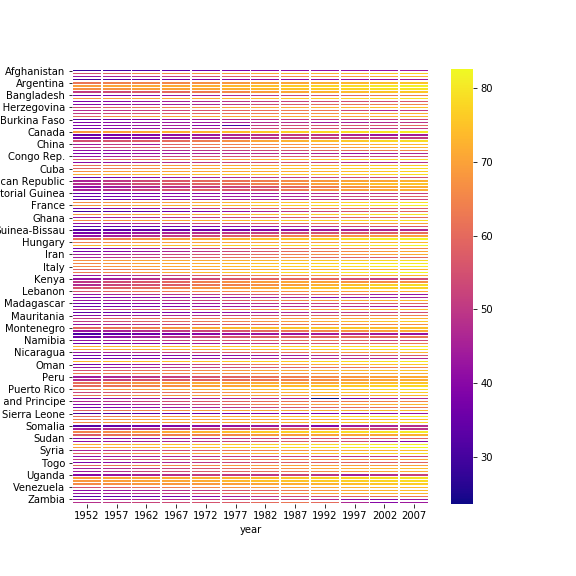 Afghanistan
Argentina
Bangladesh
Herzegovina
Burkina Faso
Canada
China
Congo Rep.
Cuba
can Republic
torial Guinea
France
Ghana
Guinea-Bissau
Hungary
Iran
Italy
Kenya
Lebanon
Madagascar
Mauritania
Montenegro
Namibia
Nicaragua
Oman
Peru
Puerto Rico
and Principe
Sierra Leone
Somalia
Sudan
Syria
Togo
Uganda
Venezuela
Zambia
1952 1957 1962 1967 1972 1977 1982 1987 1992 1997 2002 2007
year
80
70
60
50
40
30